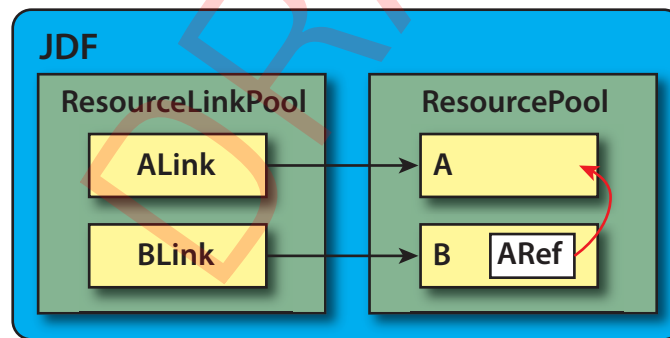 JDF
ResourceLinkPool
ALink
BLink
ResourcePool
A
B
ARef